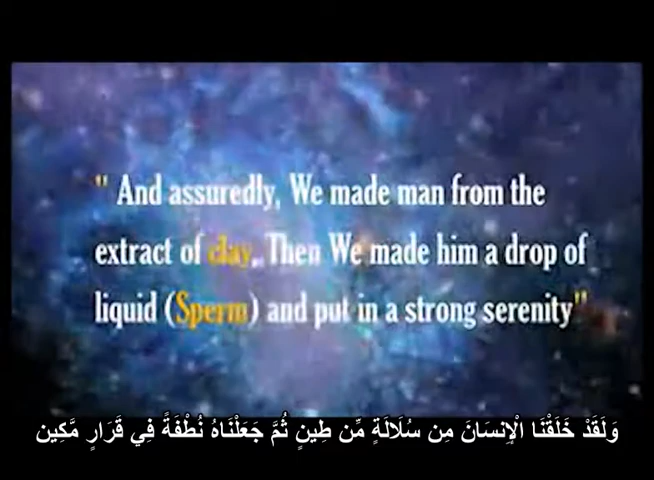 " And assuredly, We made man from the
extract of clay,. Then We made him a drop of
liquid (Sperm) and put in a strong serenity"
وَلَقَدْ خَلَقْنَا الْإِنسَانَ مِن سُلَالَةٍ مِّن طِينٍ ثُمَّ جَعَلْنَاهُ نُطْفَةً فِي قَرَارٍ مَّكِين